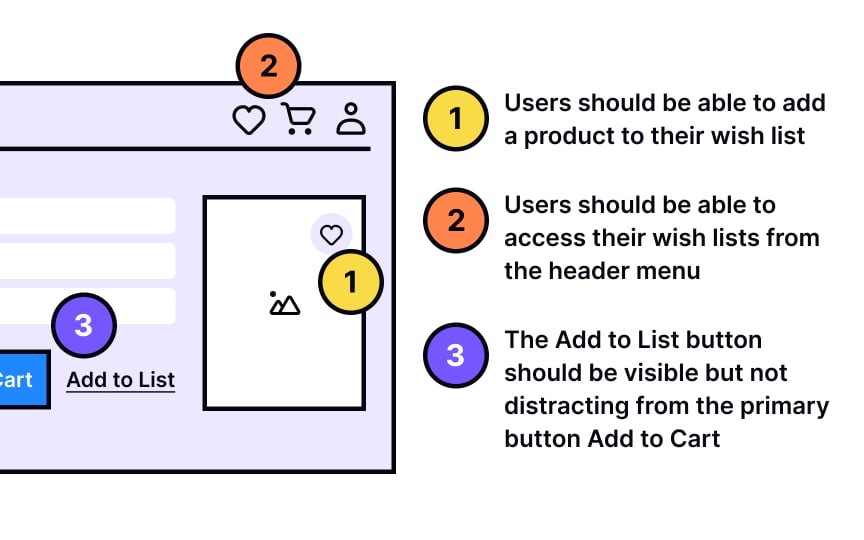 2
1
3
Cart
Add to List
1
Users should be able to add
a product to their wish list
2
Users should be able to
access their wish lists from
the header menu
3
The Add to List button
should be visible but not
distracting from the primary
button Add to Cart